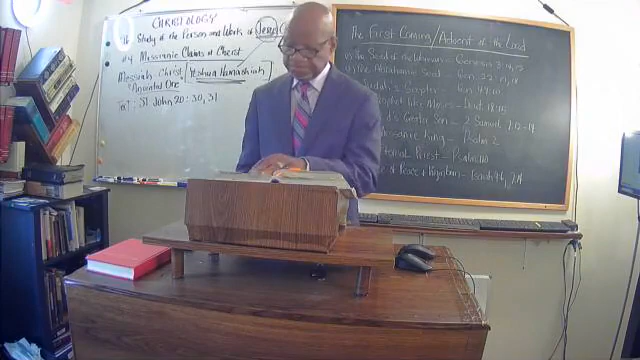 CHRISTOLOGY
The Study of the Person and Work of Jesus
#4 Messianic Claims of Christ
Messiah Christ [Yeshua Hamashiah]
Anointed One
Text: St John 20:30,31
The First Coming/Advent of the Lord
The Seed of the Woman - Genesis 3:14,15
The Abrahamic Seed - Gen. 22:17,18
Judah's Scepter - Gen 49:10
Prophet like Moses - Deut. 18:15
David's Greater Son - 2 Samuel 7:12-14
Messianic King - Psalm 2
Eternal Priest - Psalm 110
of Peace + Kingdom - Isaiah 9:6, 7:14